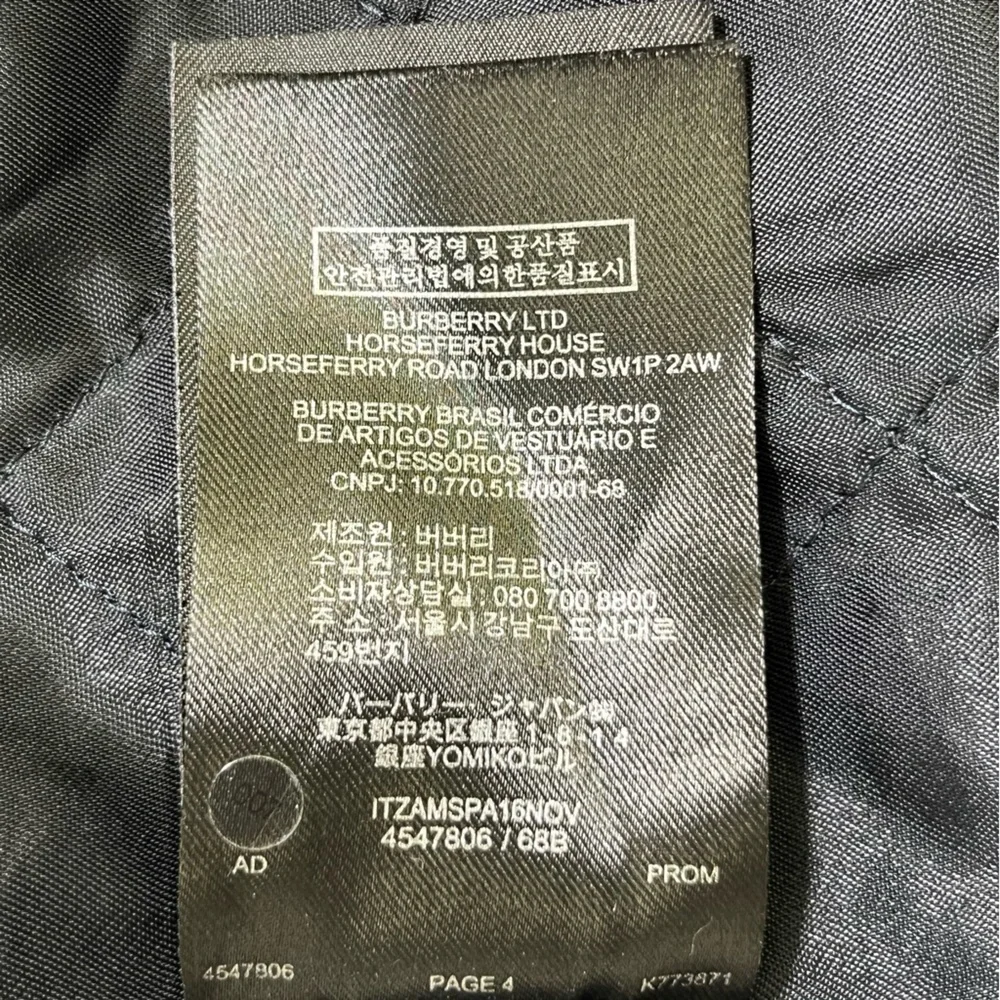 품질경영 및 공산품
안전관리법에의한품질표시
BURBERRY LTD
HORSEFERRY HOUSE
HORSEFERRY ROAD LONDON SW1P 2AW
BURBERRY BRASIL COMÉRCIO
DE ARTIGOS DE VESTUÁRIO E
ACESSÓRIOS LTDA
CNPJ: 10.770.518/0001-68
제조원 : 버버리
수입원 : 버버리코리아㈜
소비자상담실 : 080 700 8800
주 소 : 서울시 강남구 도산대로
459번지
バーバリー・ジャパン㈱
東京都中央区銀座1-8-14
銀座YOMIKOビル
ITZAMSPA16NOV
4547806 / 68B
AD
PROM
4547806
PAGE 4
K773871